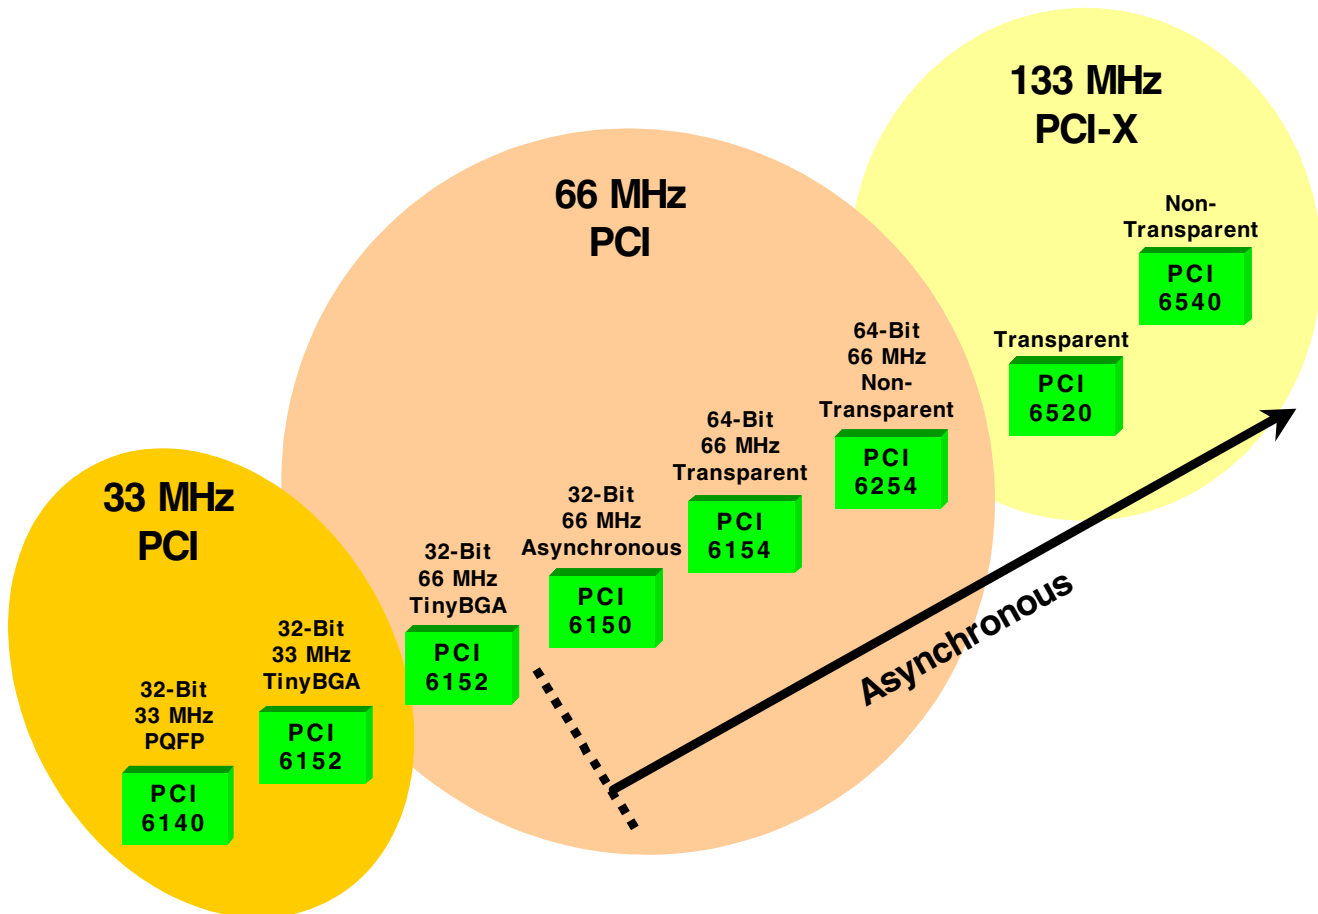 133 MHz
PCI-X
66 MHz
PCI
33 MHz
PCI
Non-
Transparent
PCI
6540
Transparent
PCI
6520
64-Bit
66 MHz
Non-
Transparent
PCI
6254
64-Bit
66 MHz
Transparent
PCI
6154
32-Bit
66 MHz
Asynchronous
PCI
6150
32-Bit
66 MHz
TinyBGA
PCI
6152
32-Bit
33 MHz
TinyBGA
PCI
6152
32-Bit
33 MHz
PQFP
PCI
6140
Asynchronous